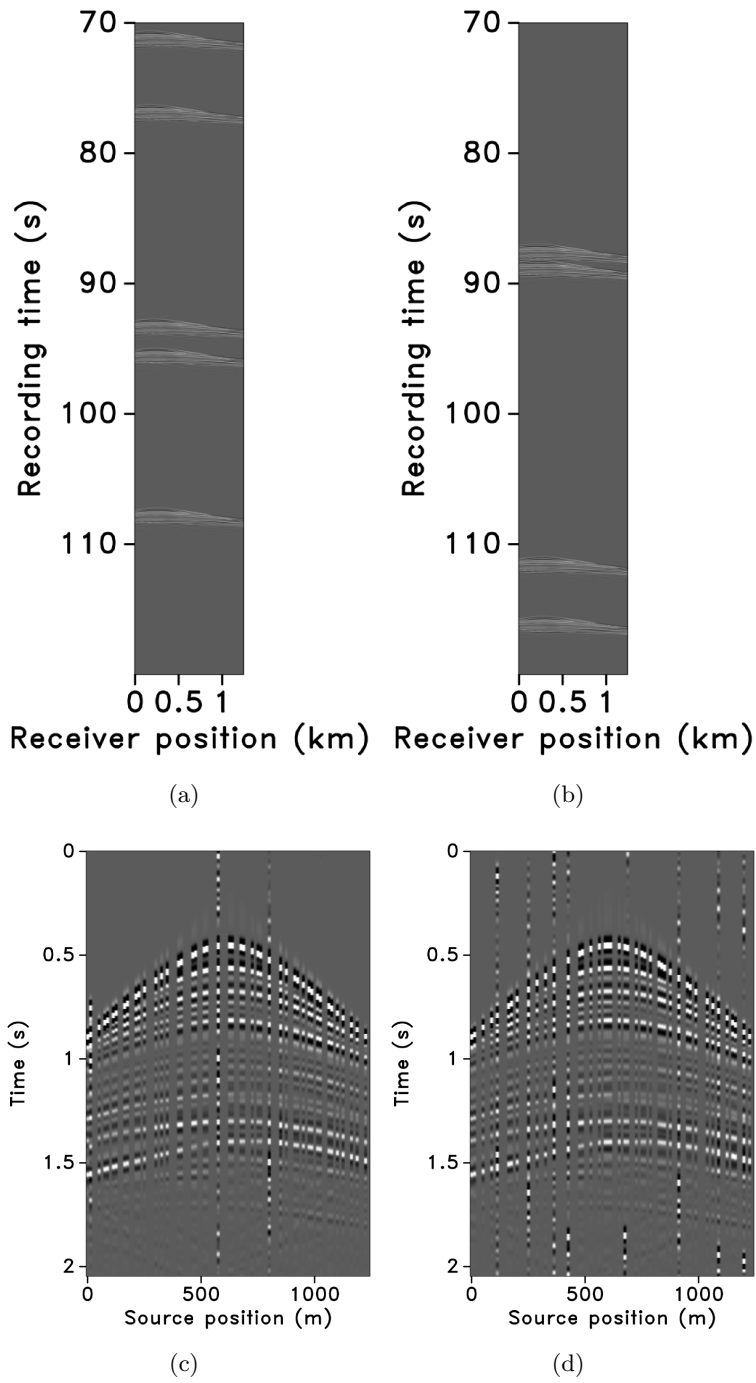 70
80
90
100
110
Recording time (s)
0 0.5 1
Receiver position (km)
(a)
70
80
90
100
110
Recording time (s)
0 0.5 1
Receiver position (km)
(b)
0
0.5
1
1.5
2
Time (s)
0 500 1000
Source position (m)
(c)
0
0.5
1
1.5
2
Time (s)
0 500 1000
Source position (m)
(d)